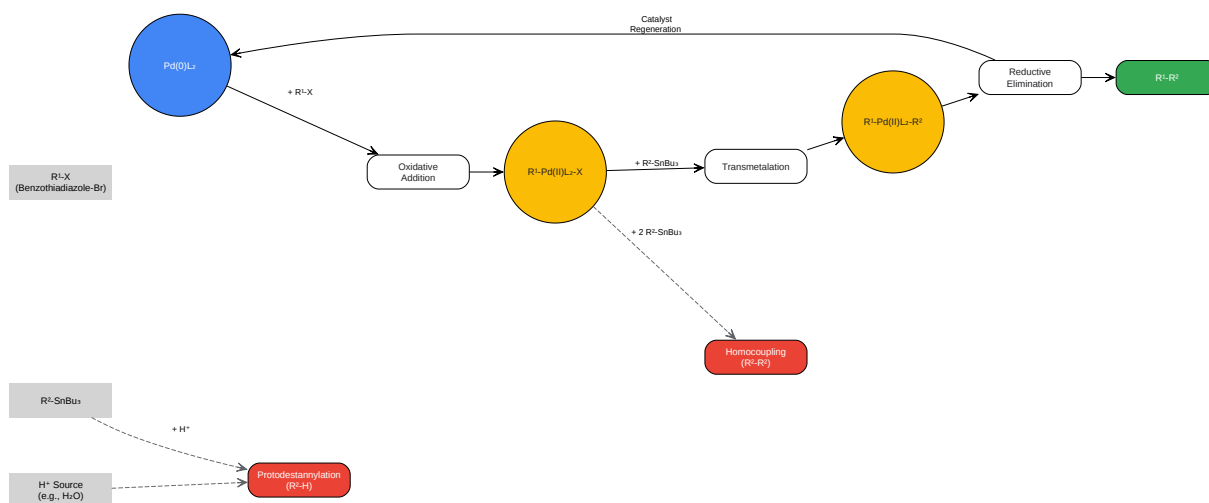 Catalyst
Regeneration
Pd(0)L₂
Reductive
Elimination
R¹-R²
+ R¹-X
R¹-Pd(II)L₂-R²
Oxidative
Addition
R¹-Pd(II)L₂-X
+ R²-SnBu₃
Transmetalation
R¹-X
(Benzothiadiazole-Br)
+ 2 R²-SnBu₃
Homocoupling
(R²-R²)
R²-SnBu₃
+ H⁺
Protodestannylation
(R²-H)
H⁺ Source
(e.g., H₂O)